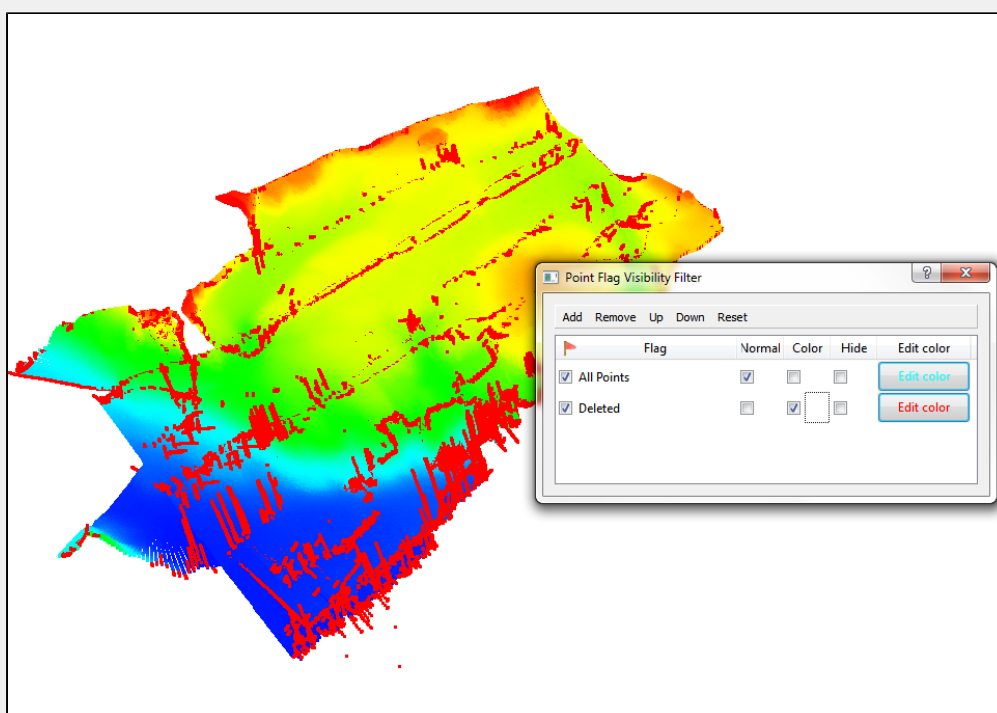 Point Flag Visibility Filter
Add Remove Up Down Reset
Flag Normal Color Hide Edit color
All Points Edit color
Deleted Edit color